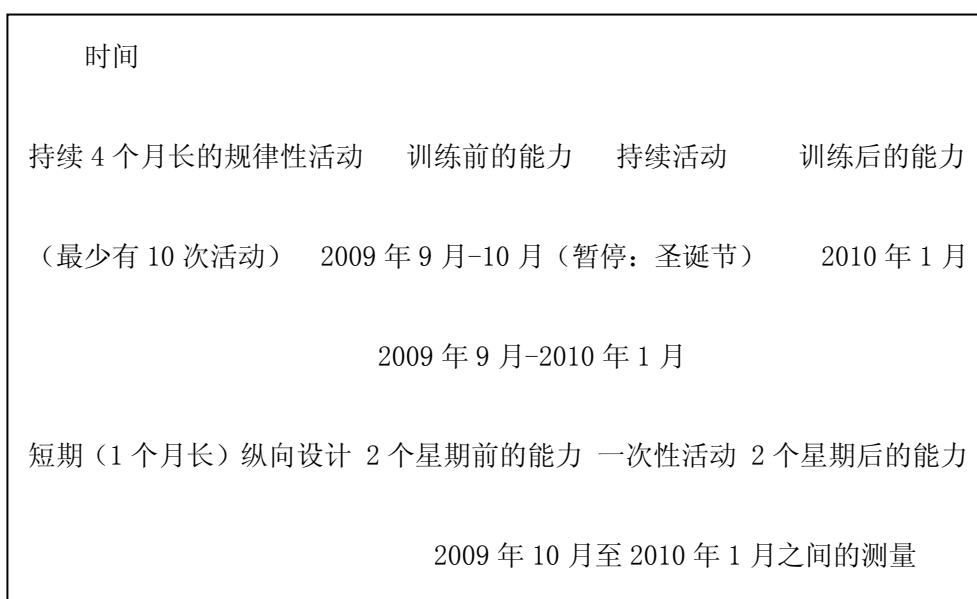 时间
持续 4 个月长的规律性活动 训练前的能力 持续活动 训练后的能力
（最少有 10 次活动） 2009 年 9 月-10 月（暂停：圣诞节） 2010 年 1 月
2009 年 9 月-2010 年 1 月
短期（1 个月长）纵向设计 2 个星期前的能力 一次性活动 2 个星期后的能力
2009 年 10 月至 2010 年 1 月之间的测量